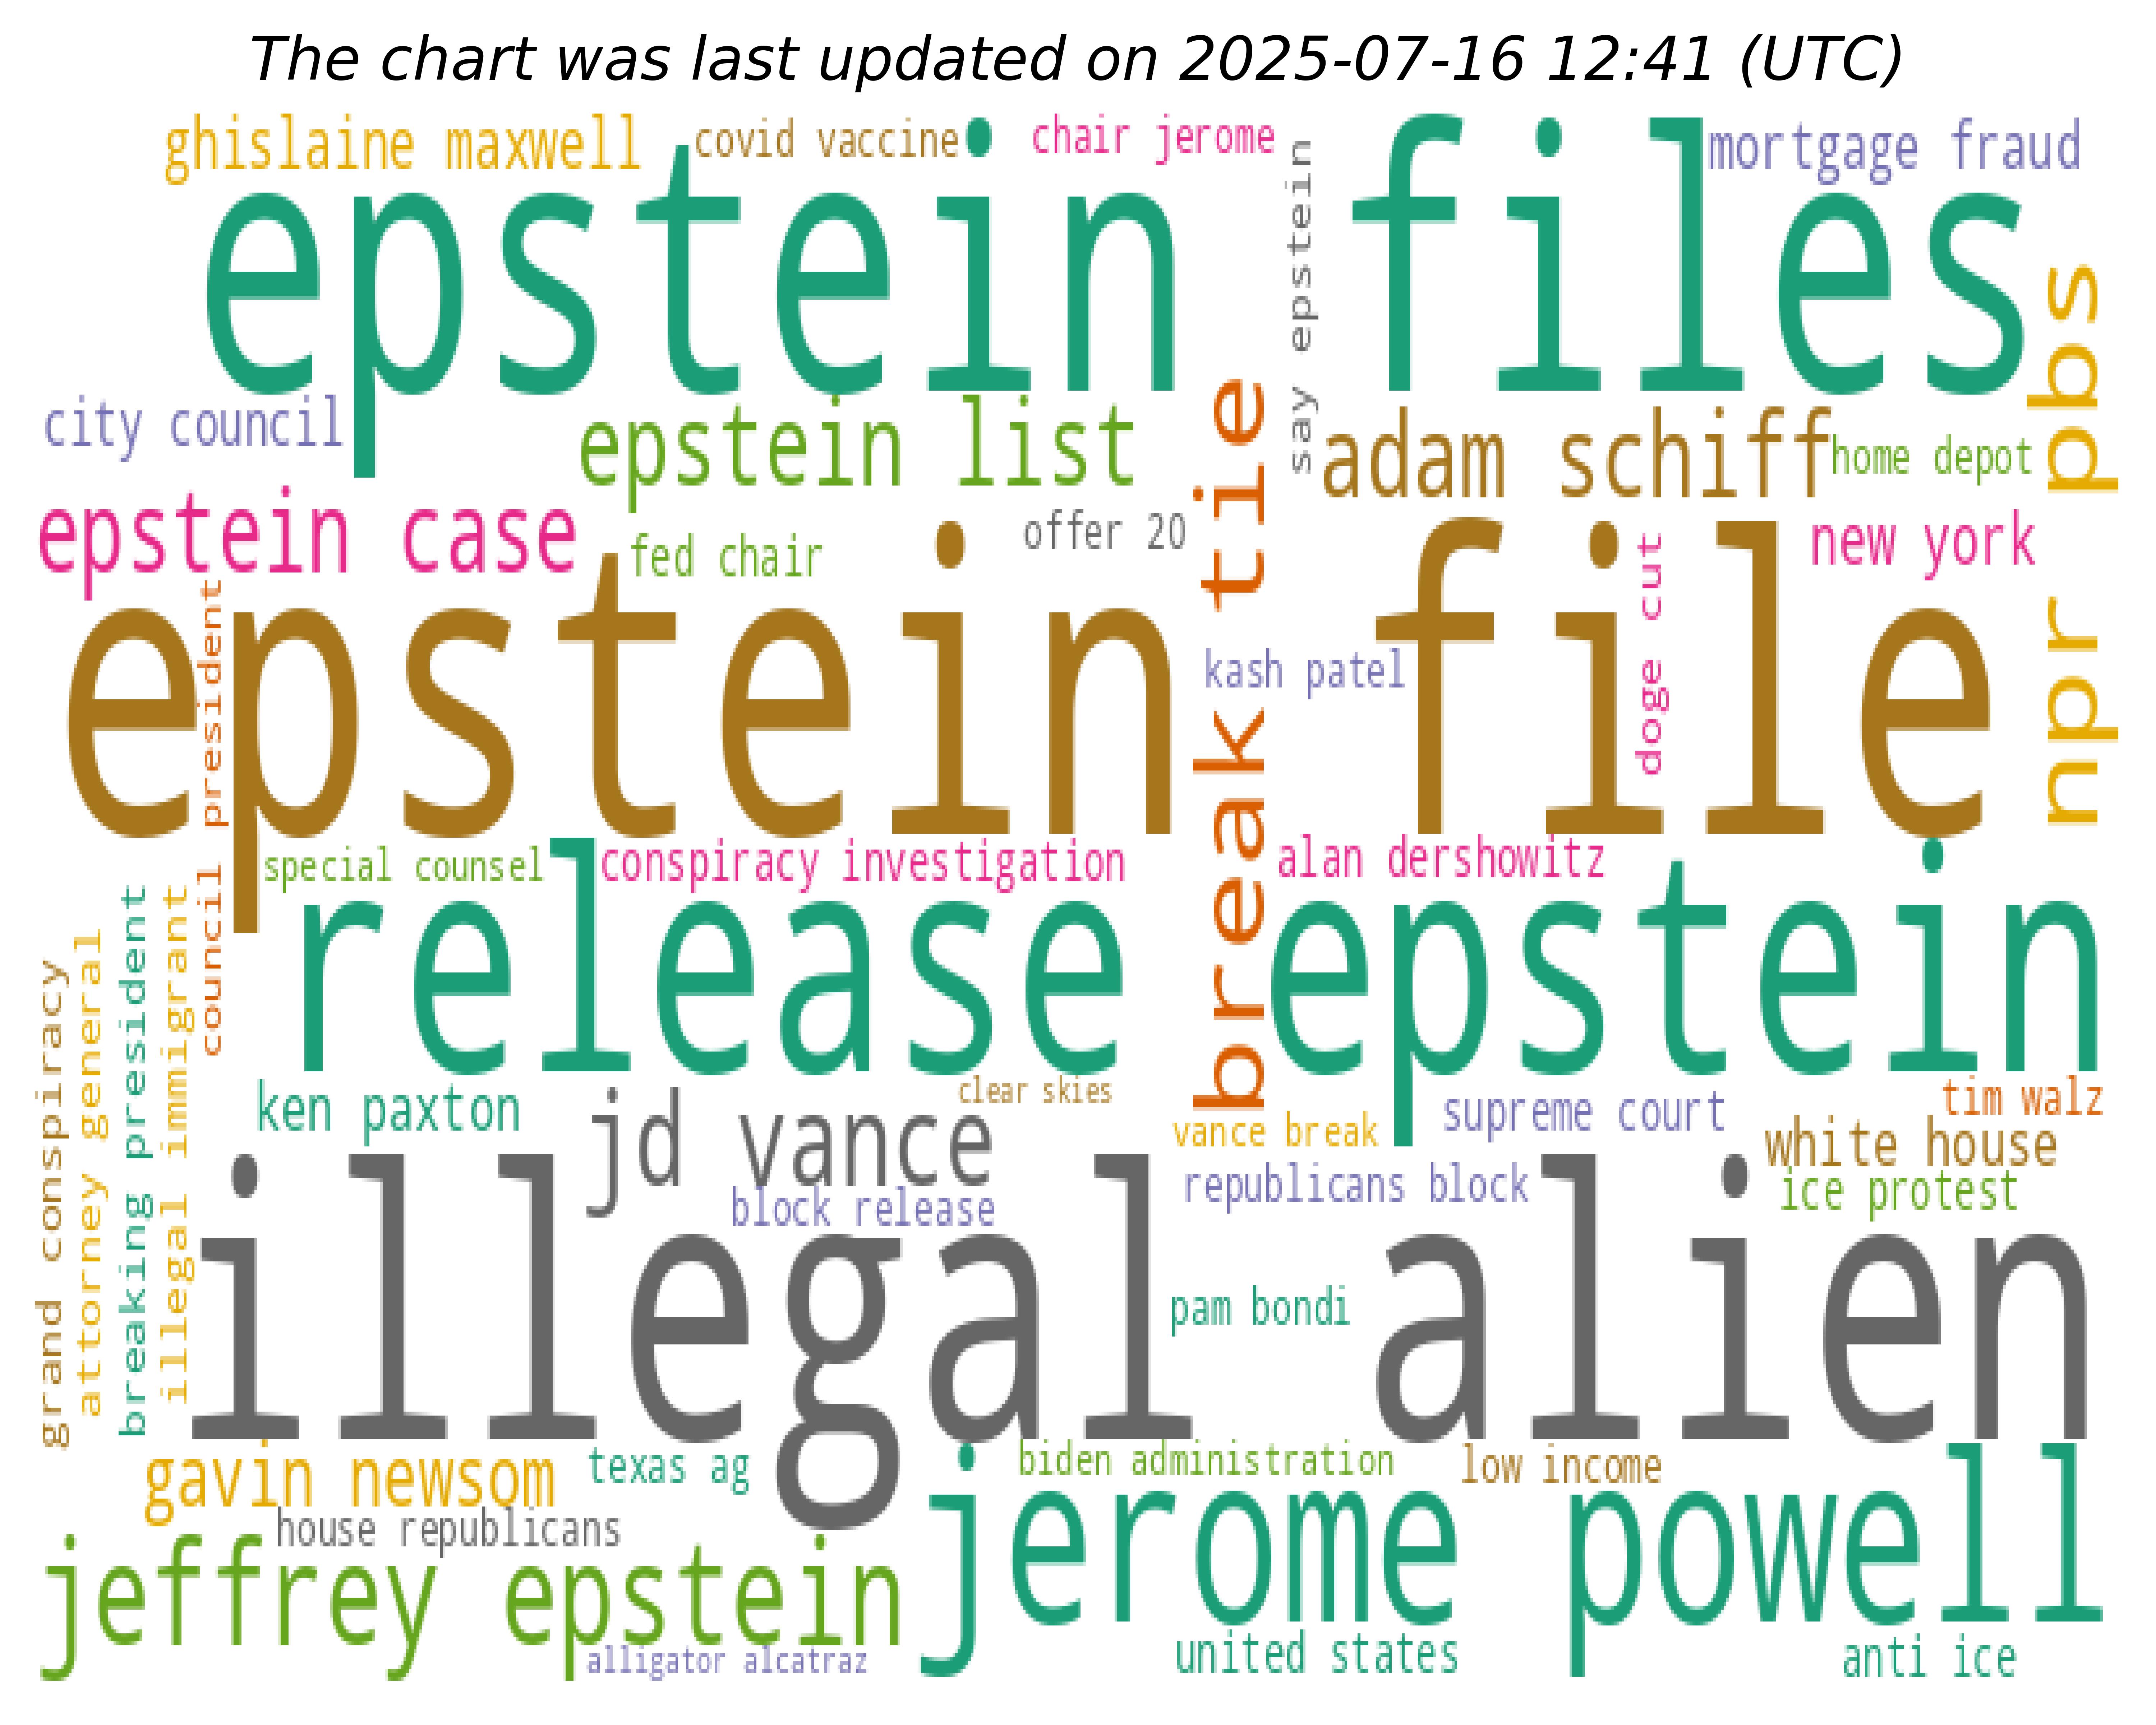 The chart was last updated on 2025-07-16 12:41 (UTC)
ghislaine maxwell
covid vaccine
chair jerome
mortgage fraud
epstein files
say epstein
pbs
city council
epstein list
adam schiff
home depot
break tie
epstein case
fed chair
offer 20
new york
doge cut
epstein file
kash patel
npr
council president
special counsel
conspiracy investigation
alan dershowitz
release epstein
grand conspiracy
attorney general
breaking president
illegal immigrant
ken paxton
jd vance
clear skies
vance break
supreme court
tim walz
white house
block release
republicans block
ice protest
illegal alien
pam bondi
gavin newsom
texas ag
biden administration
low income
house republicans
jerome powell
jeffrey epstein
alligator alcatraz
united states
anti ice